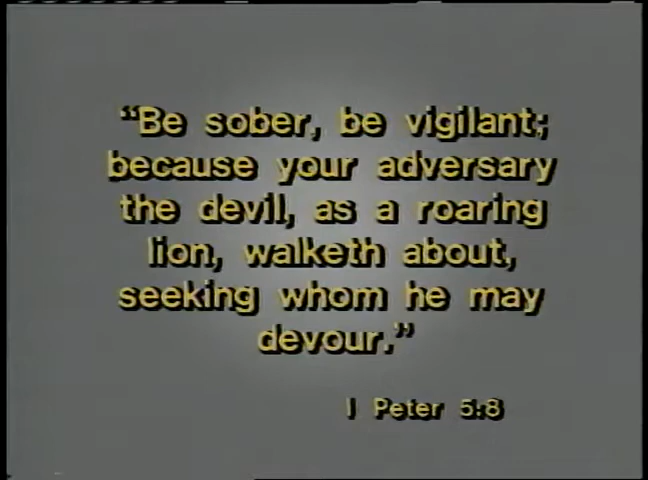 “Be sober, be vigilant;
because your adversary
the devil, as a roaring
lion, walketh about,
seeking whom he may
devour.”
I Peter 5:8